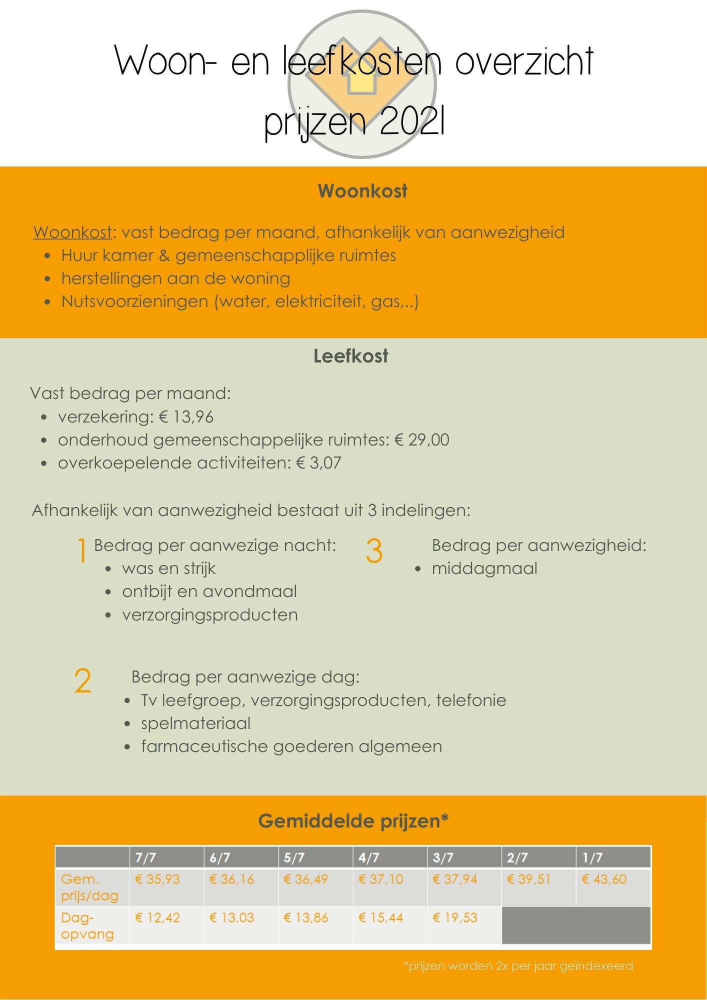 Woon- en leefkosten overzicht
prijzen 2021
Woonkost
Woonkost: vast bedrag per maand, afhankelijk van aanwezigheid
• Huur kamer & gemeenschapplijke ruimtes
• herstellingen aan de woning
• Nutsvoorzieningen (water, elektriciteit, gas,..)
Leefkost
Vast bedrag per maand:
• verzekering: € 13,96
• onderhoud gemeenschappelijke ruimtes: € 29,00
• overkoepelende activiteiten: € 3,07
Afhankelijk van aanwezigheid bestaat uit 3 indelingen:
1 Bedrag per aanwezige nacht:
• was en strijk
• ontbijt en avondmaal
• verzorgingsproducten
3 Bedrag per aanwezigheid:
• middagmaal
2 Bedrag per aanwezige dag:
• Tv leefgroep, verzorgingsproducten, telefonie
• spelmateriaal
• farmaceutische goederen algemeen
Gemiddelde prijzen*
7/7 6/7 5/7 4/7 3/7 2/7 1/7
Gem. € 35,93 € 36,16 € 36,49 € 37,10 € 37,94 € 39,51 € 43,60
prijs/dag
Dag- € 12,42 € 13,03 € 13,86 € 15,44 € 19,53
opvang
*prijzen worden 2x per jaar geïndexeerd